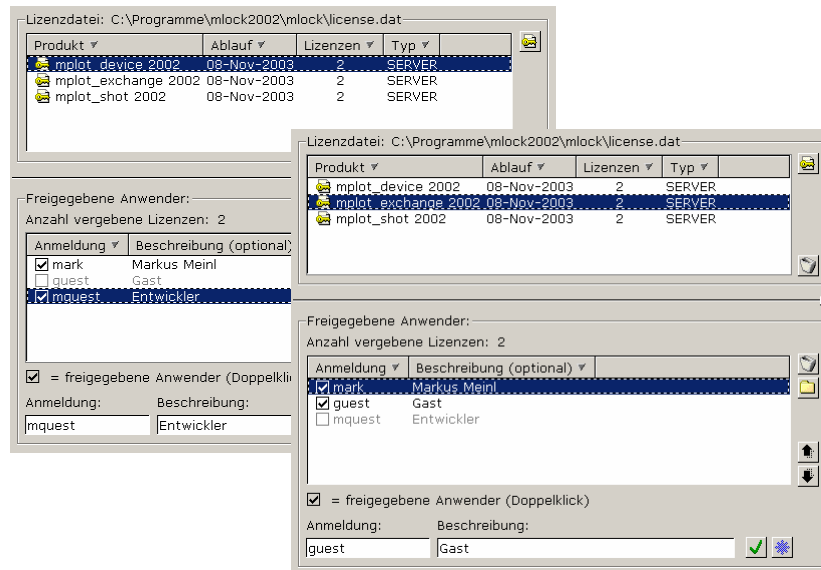 Lizenzdatei: C:\Programme\mlock2002\mlock\license.dat
Produkt Ablauf Lizenzen Typ
mplot_device 2002 08-Nov-2003 2 SERVER
mplot_exchange 2002 08-Nov-2003 2 SERVER
mplot_shot 2002 08-Nov-2003 2 SERVER
Freigegebene Anwender:
Anzahl vergebene Lizenzen: 2
Anmeldung Beschreibung (optional)
mark Markus Meinl
guest Gast
mquest Entwickler
= freigegebene Anwender (Doppelkli
Anmeldung: Beschreibung:
mquest Entwickler
Lizenzdatei: C:\Programme\mlock2002\mlock\license.dat
Produkt Ablauf Lizenzen Typ
mplot_device 2002 08-Nov-2003 2 SERVER
mplot_exchange 2002 08-Nov-2003 2 SERVER
mplot_shot 2002 08-Nov-2003 2 SERVER
Freigegebene Anwender:
Anzahl vergebene Lizenzen: 2
Anmeldung Beschreibung (optional)
mark Markus Meinl
guest Gast
mquest Entwickler
= freigegebene Anwender (Doppelklick)
Anmeldung: Beschreibung:
guest Gast